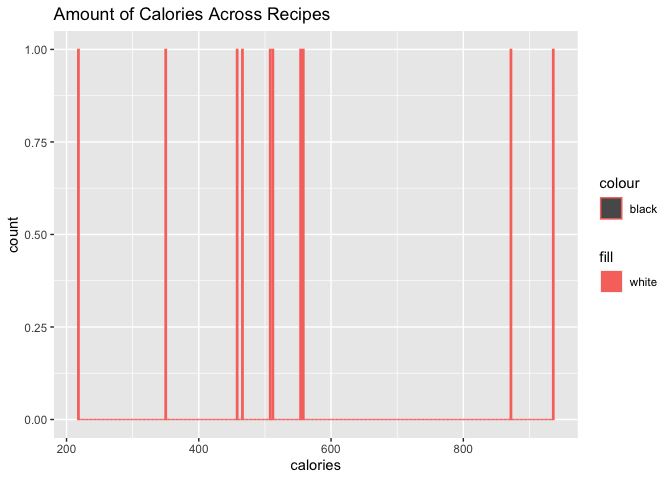 Amount of Calories Across Recipes
1.00
0.75
0.50
0.25
0.00
count
200
400
600
800
calories
colour
black
fill
white